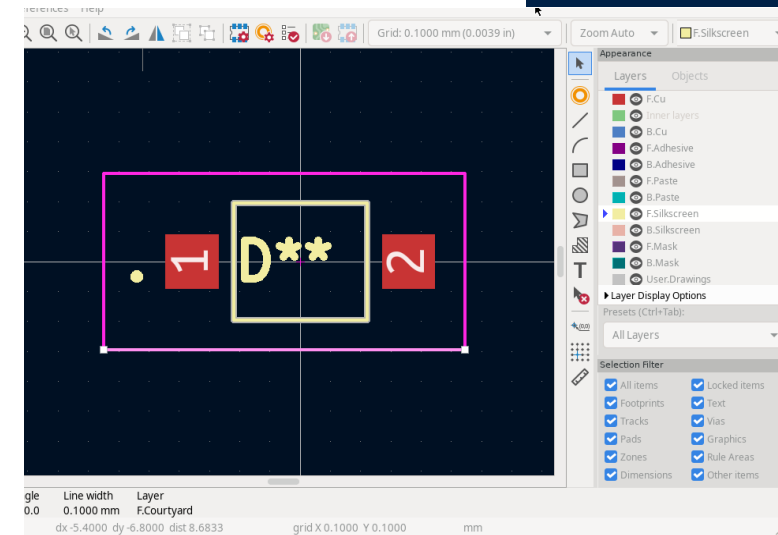 Help
Grid: 0.1000 mm (0.0039 in)
Zoom Auto
F.Silkscreen
Appearance
Layers
Objects
F.Cu
Inner layers
B.Cu
F.Adhesive
B.Adhesive
F.Paste
B.Paste
F.Silkscreen
B.Silkscreen
F.Mask
B.Mask
User.Drawings
Layer Display Options
Presets (Ctrl+Tab):
All Layers
Selection Filter
All items
Locked items
Footprints
Text
Tracks
Vias
Pads
Graphics
Zones
Rule Areas
Dimensions
Other items
1
D**
2
T
(0,0)
gle Line width Layer
0.0 0.1000 mm F.Courtyard
dx -5.4000 dy -6.8000 dist 8.6833 grid X 0.1000 Y 0.1000 mm